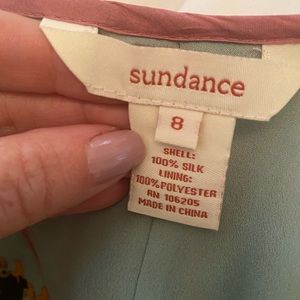 sundance
8
SHELL:
100% SILK
LINING:
100% POLYESTER
RN 106205
MADE IN CHINA